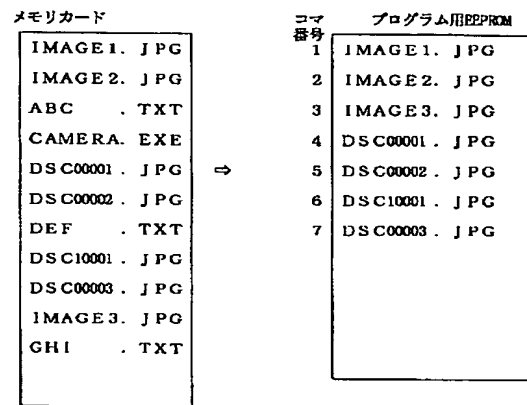 メモリカード
IMAGE1. JPG
IMAGE2. JPG
ABC . TXT
CAMERA. EXE
DSC00001 . JPG
DSC00002 . JPG
DEF . TXT
DSC10001 . JPG
DSC00003 . JPG
IMAGE3. JPG
GHI . TXT
⇒
コマ番号 プログラム用EEPROM
1 IMAGE1. JPG
2 IMAGE2. JPG
3 IMAGE3. JPG
4 DSC00001 . JPG
5 DSC00002 . JPG
6 DSC10001 . JPG
7 DSC00003 . JPG